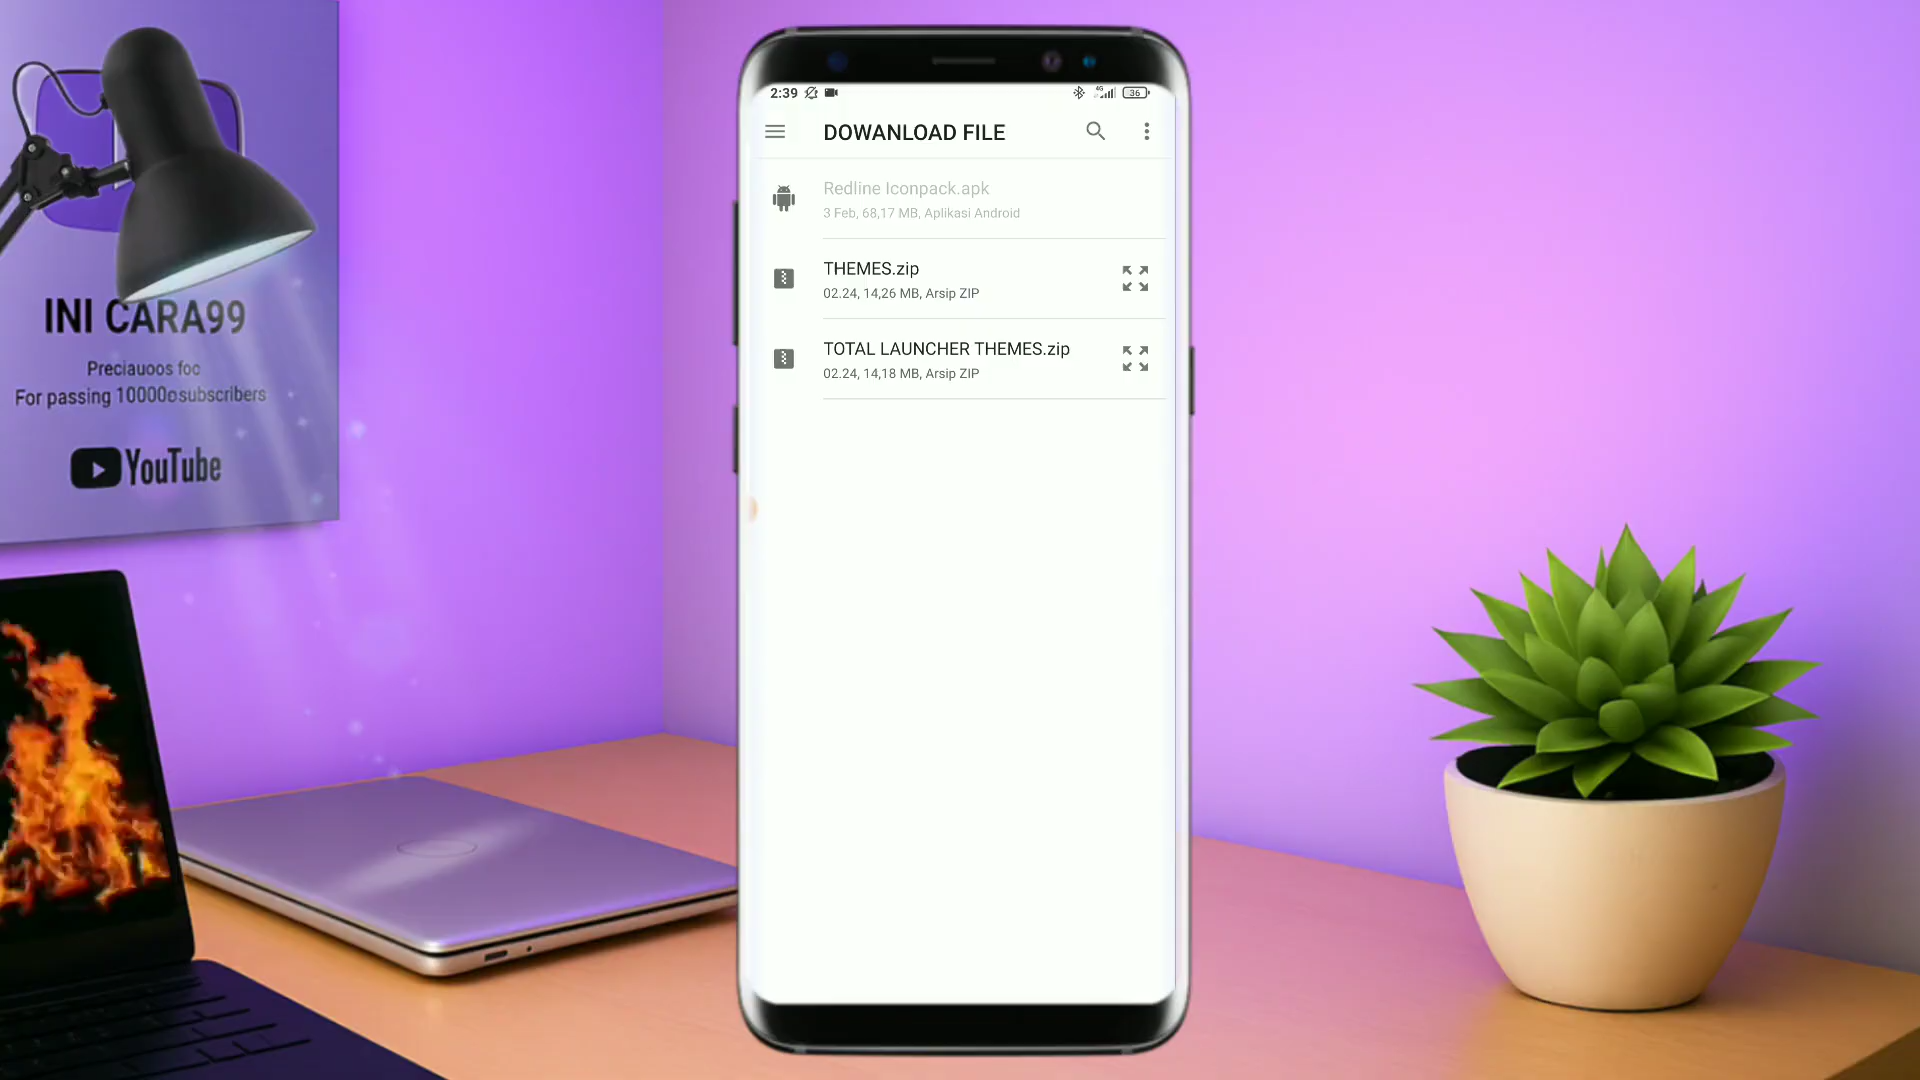 INI CARA99
Preciauoos foc
For passing 10000osubscribers
YouTube
2:39
4G
36
DOWANLOAD FILE
Redline Iconpack.apk
3 Feb, 68,17 MB, Aplikasi Android
THEMES.zip
02.24, 14,26 MB, Arsip ZIP
TOTAL LAUNCHER THEMES.zip
02.24, 14,18 MB, Arsip ZIP